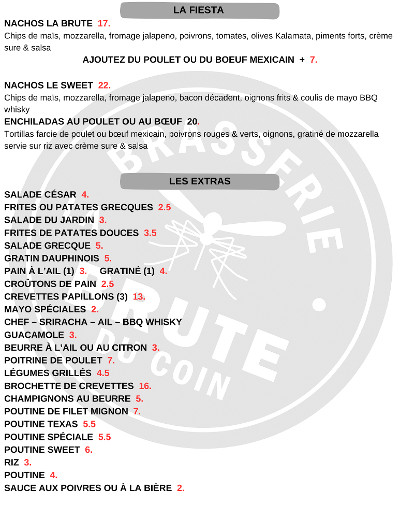 LA FIESTA
NACHOS LA BRUTE 17.
Chips de maïs, mozzarella, fromage jalapeno, poivrons, tomates, olives Kalamata, piments forts, crème
sure & salsa
AJOUTEZ DU POULET OU DU BOEUF MEXICAIN + 7.
NACHOS LE SWEET 22.
Chips de maïs, mozzarella, fromage jalapeno, bacon décadent, oignons frits & coulis de mayo BBQ
whisky
ENCHILADAS AU POULET OU AU BŒUF 20.
Tortillas farcie de poulet ou bœuf mexicain, poivrons rouges & verts, oignons, gratiné de mozzarella
servie sur riz avec crème sure & salsa
LES EXTRAS
SALADE CÉSAR 4.
FRITES OU PATATES GRECQUES 2.5
SALADE DU JARDIN 3.
FRITES DE PATATES DOUCES 3.5
SALADE GRECQUE 5.
GRATIN DAUPHINOIS 5.
PAIN À L'AIL (1) 3. GRATINÉ (1) 4.
CROÛTONS DE PAIN 2.5
CREVETTES PAPILLONS (3) 13.
MAYO SPÉCIALES 2.
CHEF – SRIRACHA – AIL – BBQ WHISKY
GUACAMOLE 3.
BEURRE À L'AIL OU AU CITRON 3.
POITRINE DE POULET 7.
LÉGUMES GRILLÉS 4.5
BROCHETTE DE CREVETTES 16.
CHAMPIGNONS AU BEURRE 5.
POUTINE DE FILET MIGNON 7.
POUTINE TEXAS 5.5
POUTINE SPÉCIALE 5.5
POUTINE SWEET 6.
RIZ 3.
POUTINE 4.
SAUCE AUX POIVRES OU À LA BIÈRE 2.
BRASSERIE
BRUTE
DU COIN